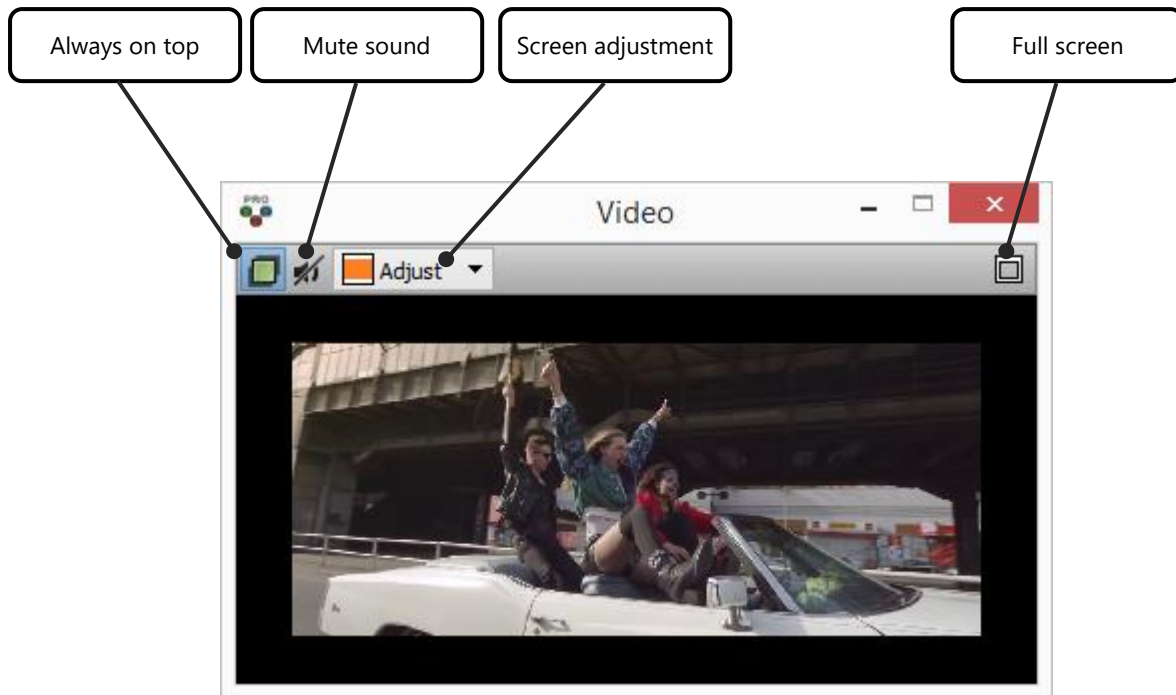 Always on top
Mute sound
Screen adjustment
Full screen
PRO
Video
Adjust